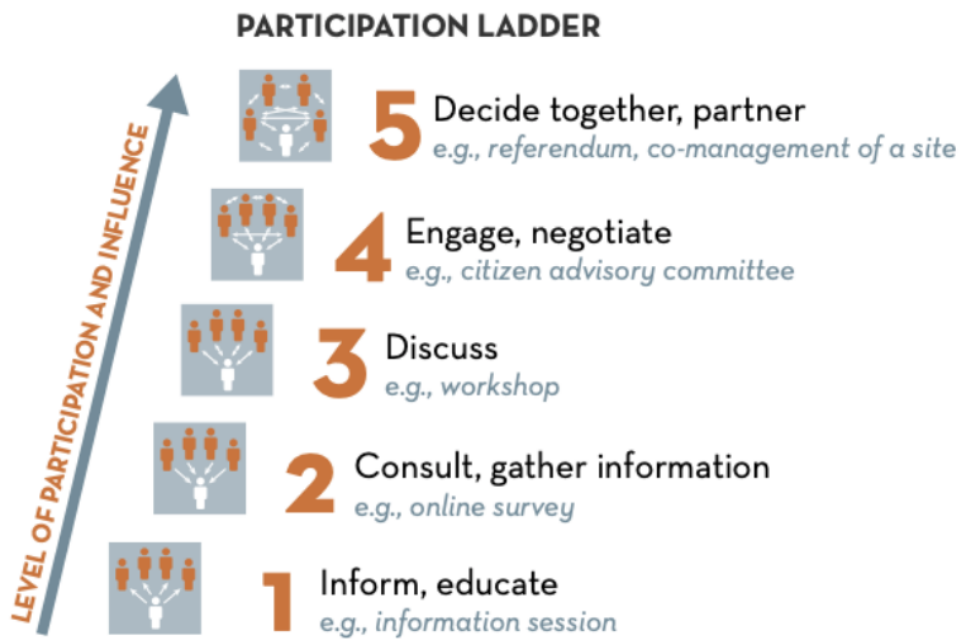 PARTICIPATION LADDER
LEVEL OF PARTICIPATION AND INFLUENCE
5 Decide together, partner
e.g., referendum, co-management of a site
4 Engage, negotiate
e.g., citizen advisory committee
3 Discuss
e.g., workshop
2 Consult, gather information
e.g., online survey
1 Inform, educate
e.g., information session